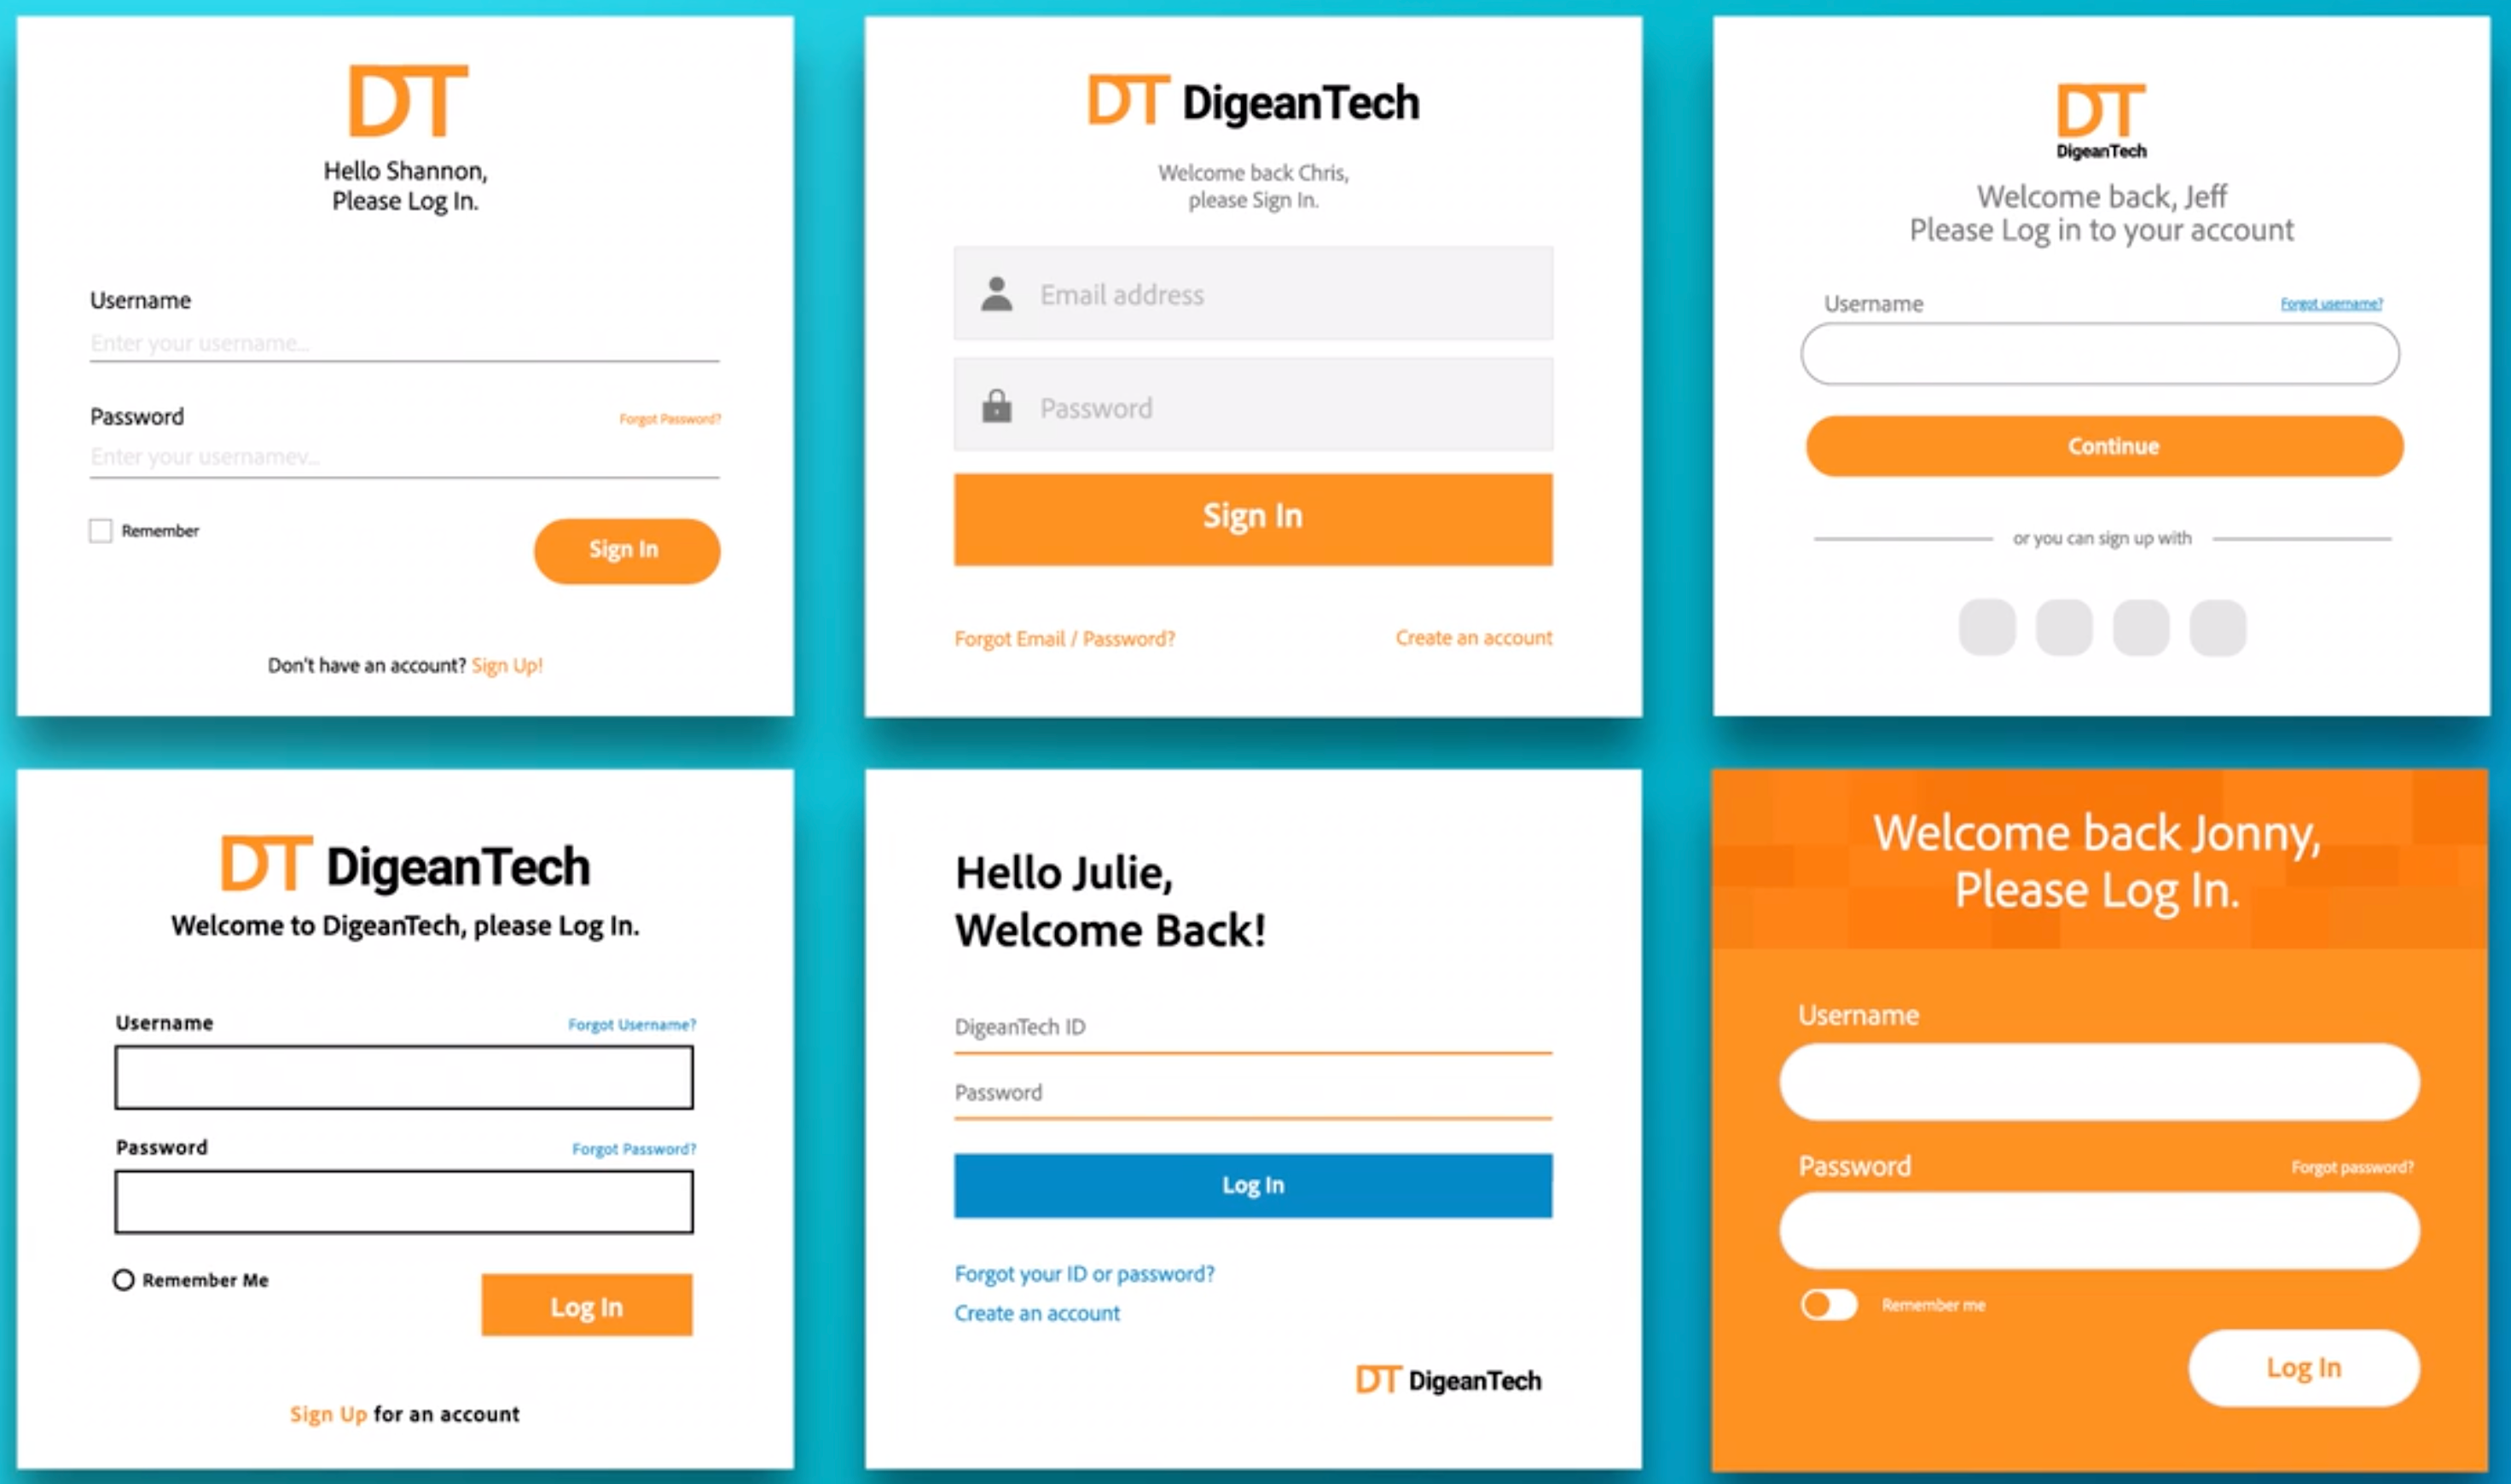 DT
Hello Shannon,
Please Log In.
Username
Enter your username...
Password
Forgot Password?
Enter your usernamev...
Remember
Sign In
Don't have an account? Sign Up!
DT DigeanTech
Welcome back Chris,
please Sign In.
Email address
Password
Sign In
Forgot Email / Password?
Create an account
DT
DigeanTech
Welcome back, Jeff
Please Log in to your account
Username
Forgot username?
Continue
or you can sign up with
DT DigeanTech
Welcome to DigeanTech, please Log In.
Username
Forgot Username?
Password
Forgot Password?
Remember Me
Log In
Sign Up for an account
Hello Julie,
Welcome Back!
DigeanTech ID
Password
Log In
Forgot your ID or password?
Create an account
DT DigeanTech
Welcome back Jonny,
Please Log In.
Username
Password
Forgot password?
Remember me
Log In